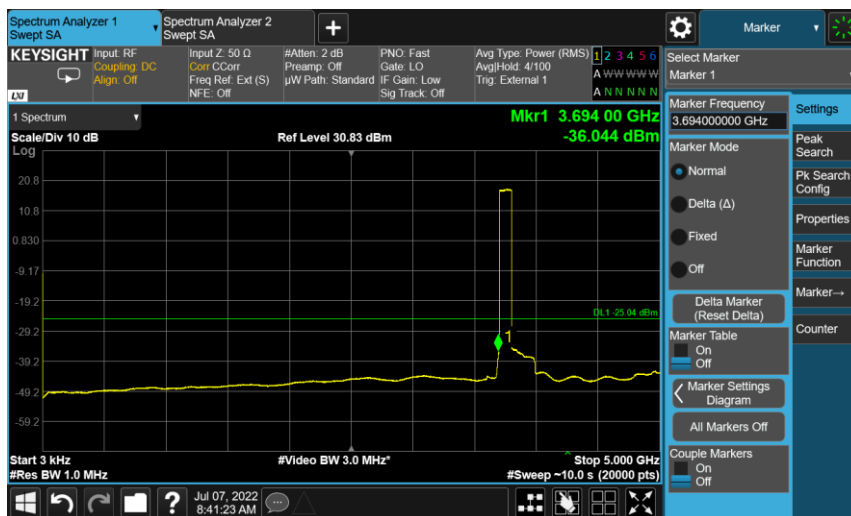 Spectrum Analyzer 1
Swept SA
Spectrum Analyzer 2
Swept SA
Marker
KEYSIGHT
LXI
Input: RF
Coupling: DC
Align: Off
Input Z: 50 Ω
Corr CCorr
Freq Ref: Ext (S)
NFE: Off
#Atten: 2 dB
Preamp: Off
µW Path: Standard
PNO: Fast
Gate: LO
IF Gain: Low
Sig Track: Off
Avg Type: Power (RMS)
Avg|Hold: 4/100
Trig: External 1
1 2 3 4 5 6
A W W W W W
A N N N N N
1 Spectrum
Scale/Div 10 dB
Log
Ref Level 30.83 dBm
Mkr1 3.694 00 GHz
-36.044 dBm
20.8
10.8
0.830
-9.17
-19.2
-29.2
-39.2
-49.2
-59.2
DL1 -25.04 dBm
1
Start 3 kHz
#Res BW 1.0 MHz
#Video BW 3.0 MHz*
Stop 5.000 GHz
#Sweep ~10.0 s (20000 pts)
Jul 07, 2022
8:41:23 AM
Select Marker
Marker 1
Marker Frequency
3.694000000 GHz
Marker Mode
Normal
Delta (Δ)
Fixed
Off
Delta Marker
(Reset Delta)
Marker Table
On
Off
Marker Settings
Diagram
All Markers Off
Couple Markers
On
Off
Settings
Peak
Search
Pk Search
Config
Properties
Marker
Function
Marker→
Counter